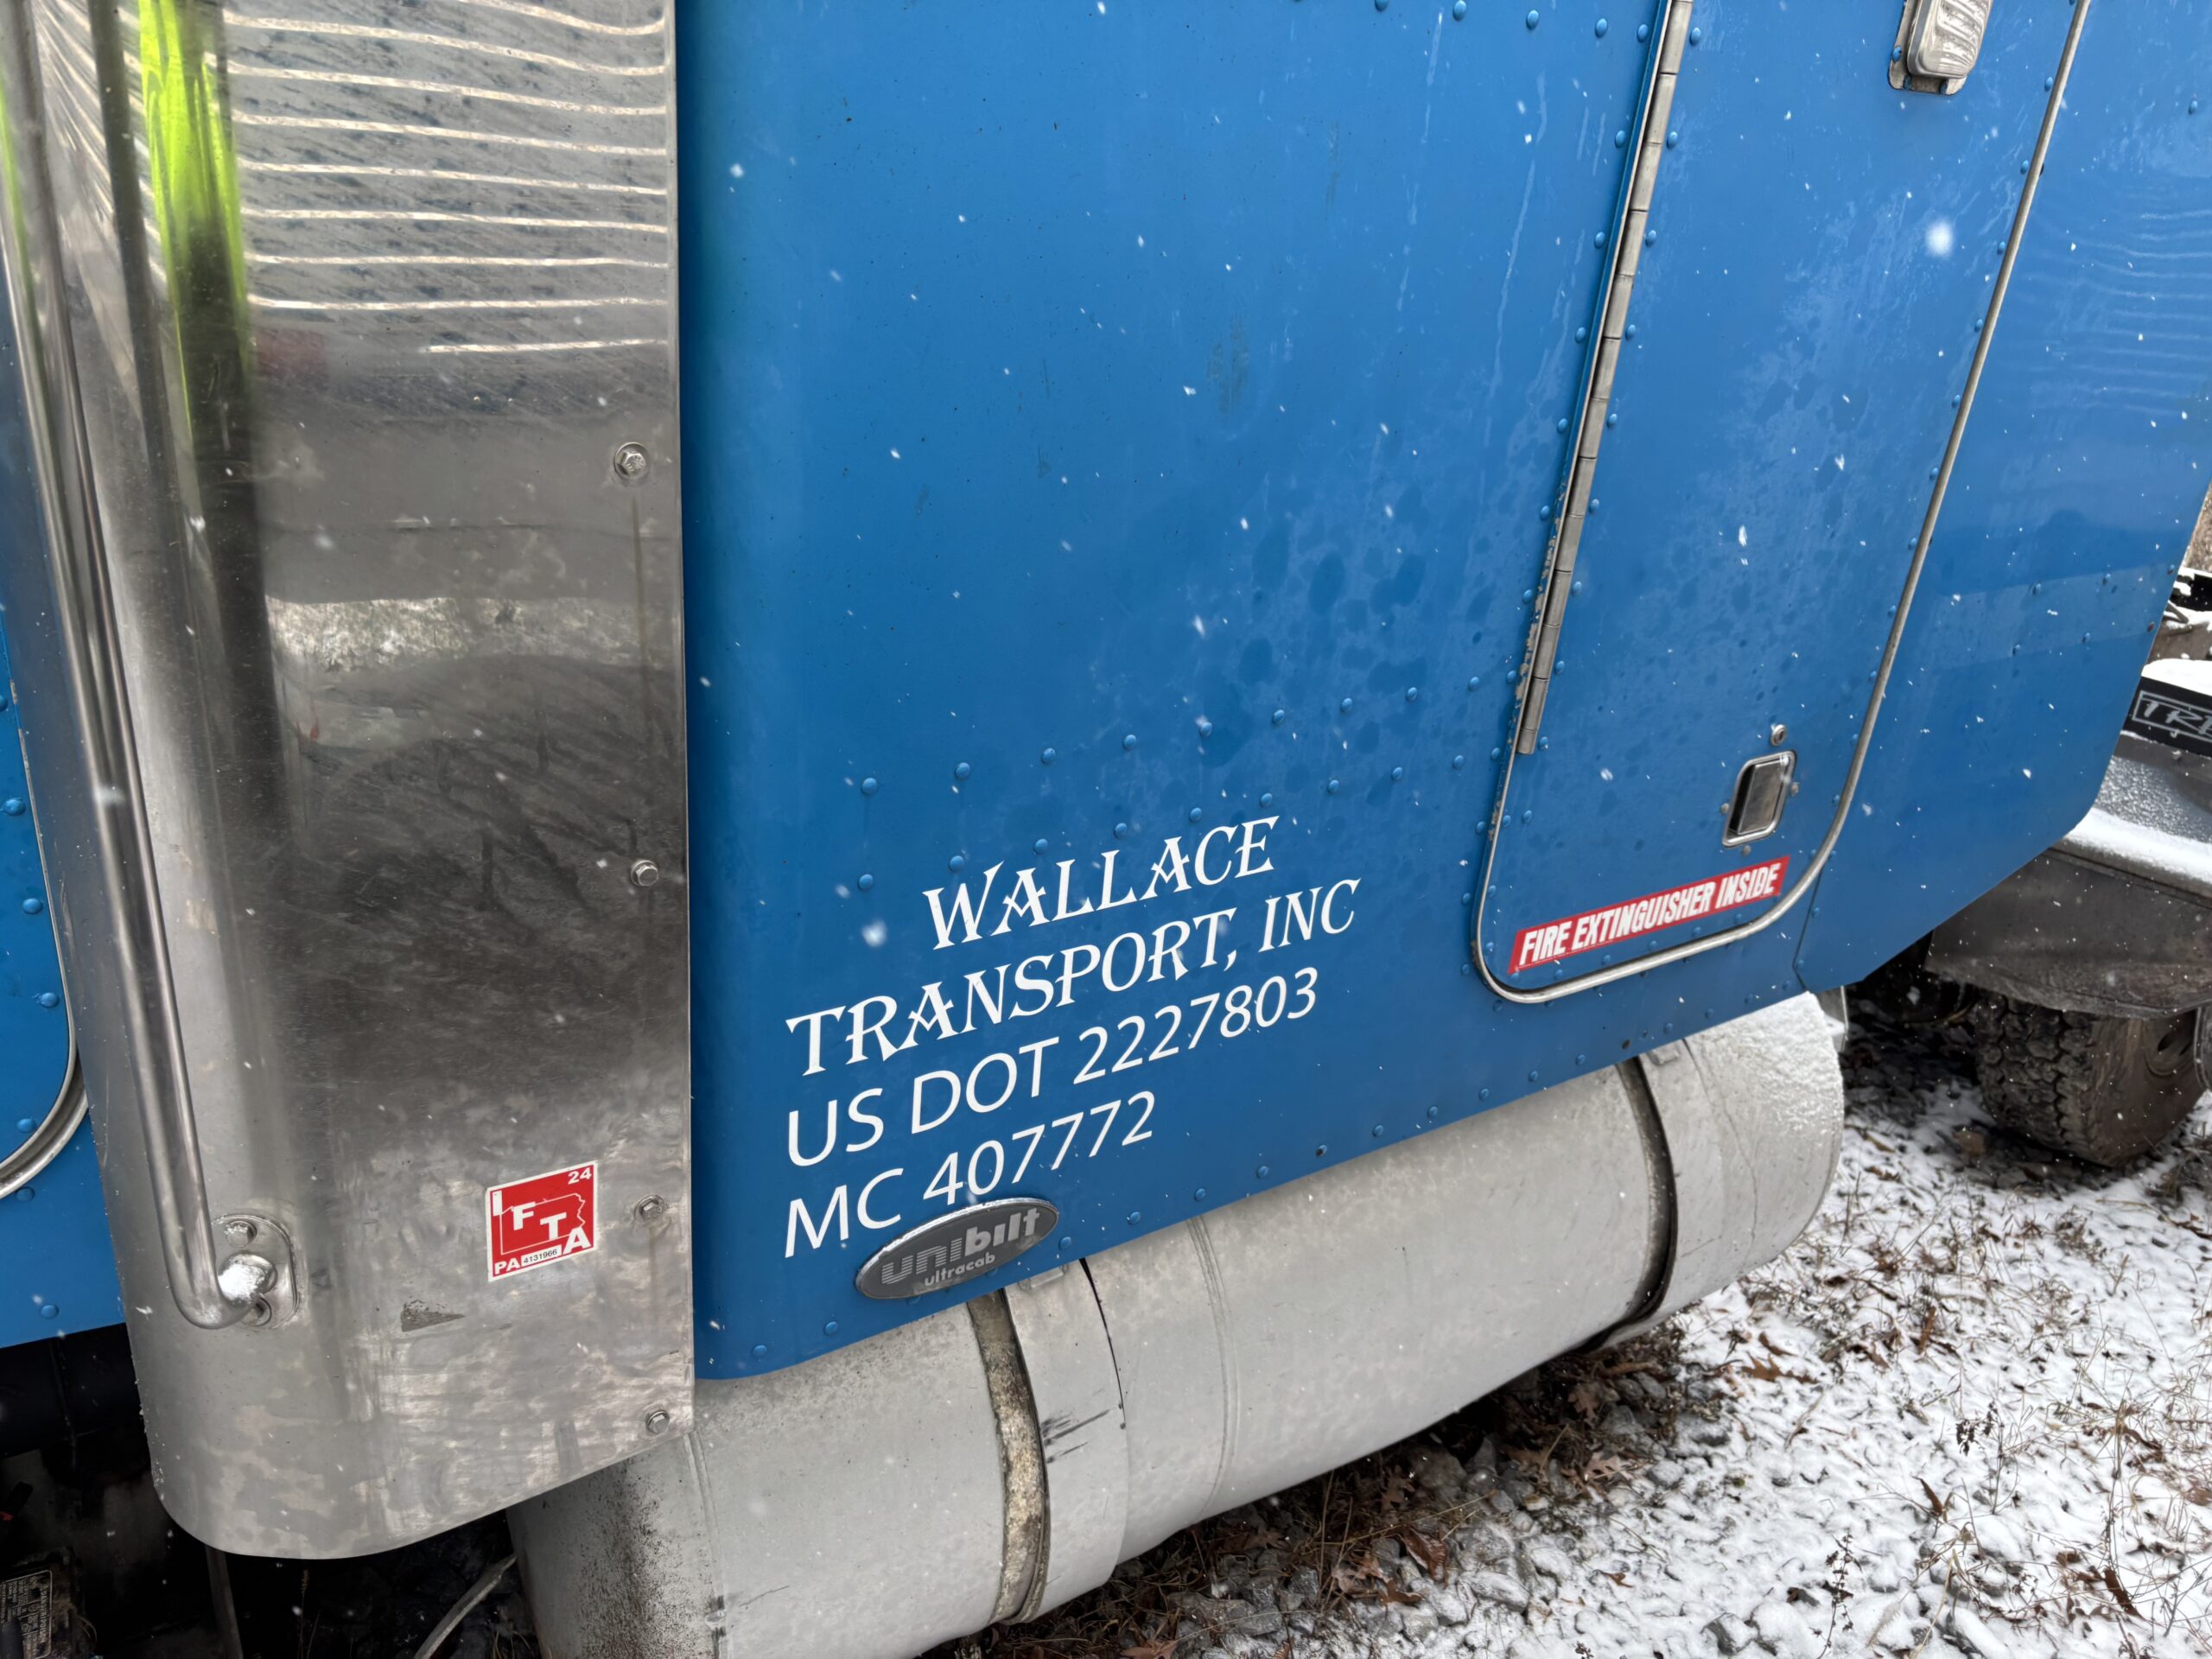 WALLACE
TRANSPORT, INC
US DOT 2227803
MC 407772
unibilt
ultracab
FIRE EXTINGUISHER INSIDE
24
IFTA
PA 4131966